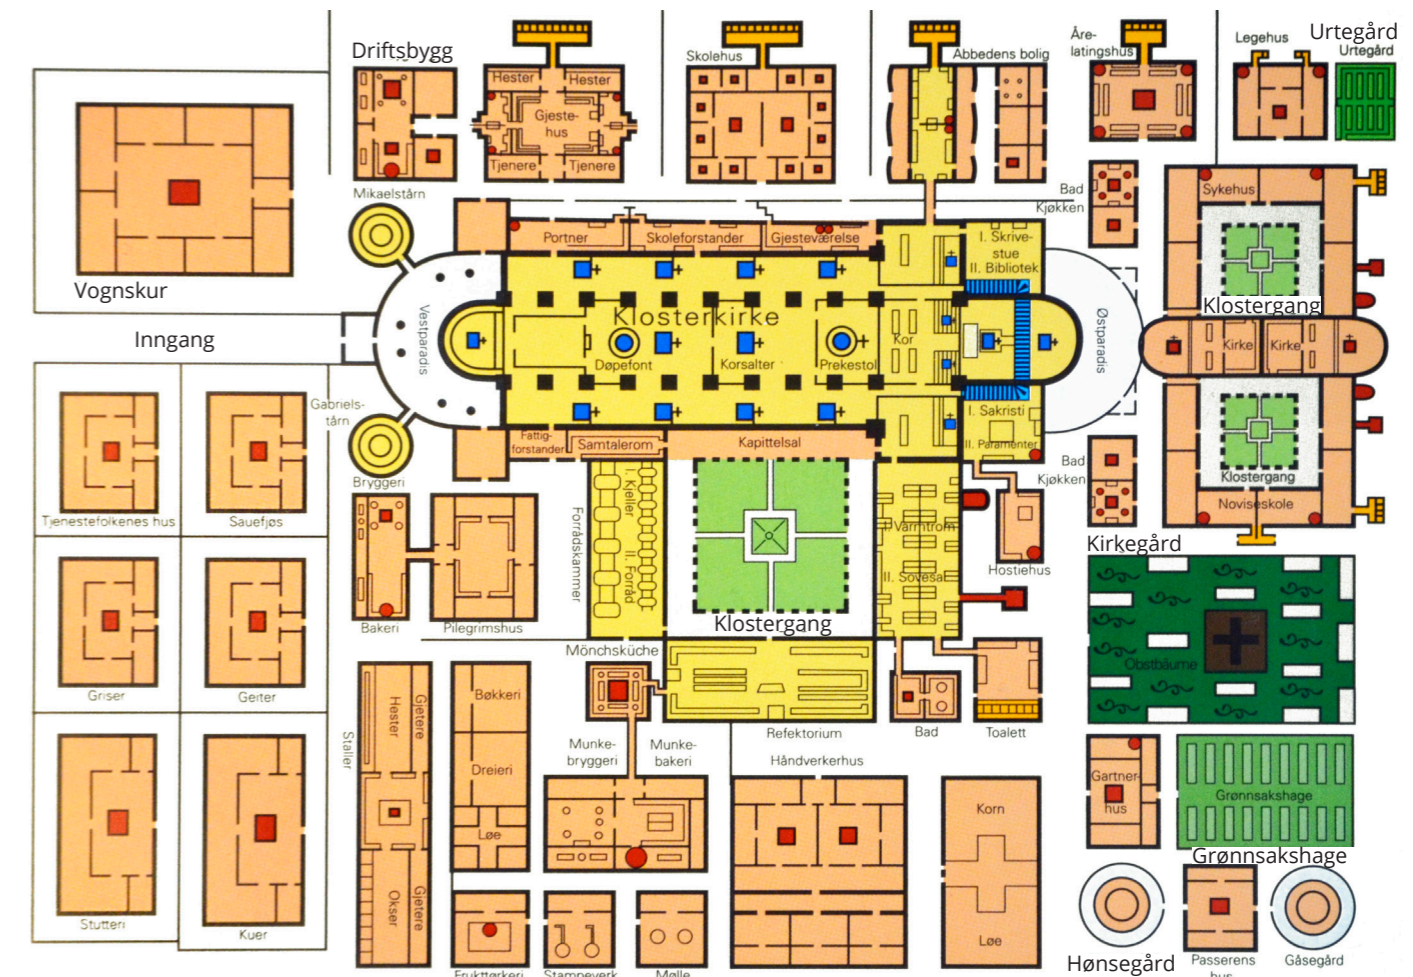 Driftsbygg
Hester
Hester
Gjeste-
hus
Tjenere
Tjenere
Skolehus
Abbedens bolig
Åre-
latingshus
Legehus
Urtegård
Urtegård
Mikaelstårn
Vognskur
Inngang
Portner
Skoleforstander
Gjesteværelse
I. Skrive-
stue
II. Bibliotek
Bad
Kjøkken
Sykehus
Klostergang
Kirke
Kirke
Klostergang
Noviseskole
Vestparadis
Klosterkirke
Døpefont
Korsalter
Prekestol
Kor
Østparadis
Gabriels-
tårn
Bryggeri
Fattig-
forstander
Samtalerom
Kapittelsal
I. Sakristi
II. Paramenter
Bad
Kjøkken
Tjenestefolkenes hus
Sauefjøs
Bakeri
Pilegrimshus
Forrådskammer
I. Kjeller
II. Forråd
Klostergang
I. Varmtrom
II. Sovesal
Hostiehus
Kirkegård
Obstbäume
Griser
Geiter
Mönchsküche
Refektorium
Bad
Toalett
Staller
Hester
Gjetere
Okser
Gjetere
Bøkkeri
Dreieri
Løe
Munke-
bryggeri
Munke-
bakeri
Håndverkerhus
Korn
Løe
Gartner-
hus
Grønnsakshage
Grønnsakshage
Stutteri
Kuer
Frukttørkeri
Stampeverk
Mølle
Hønsegård
Passerens
hus
Gåsegård